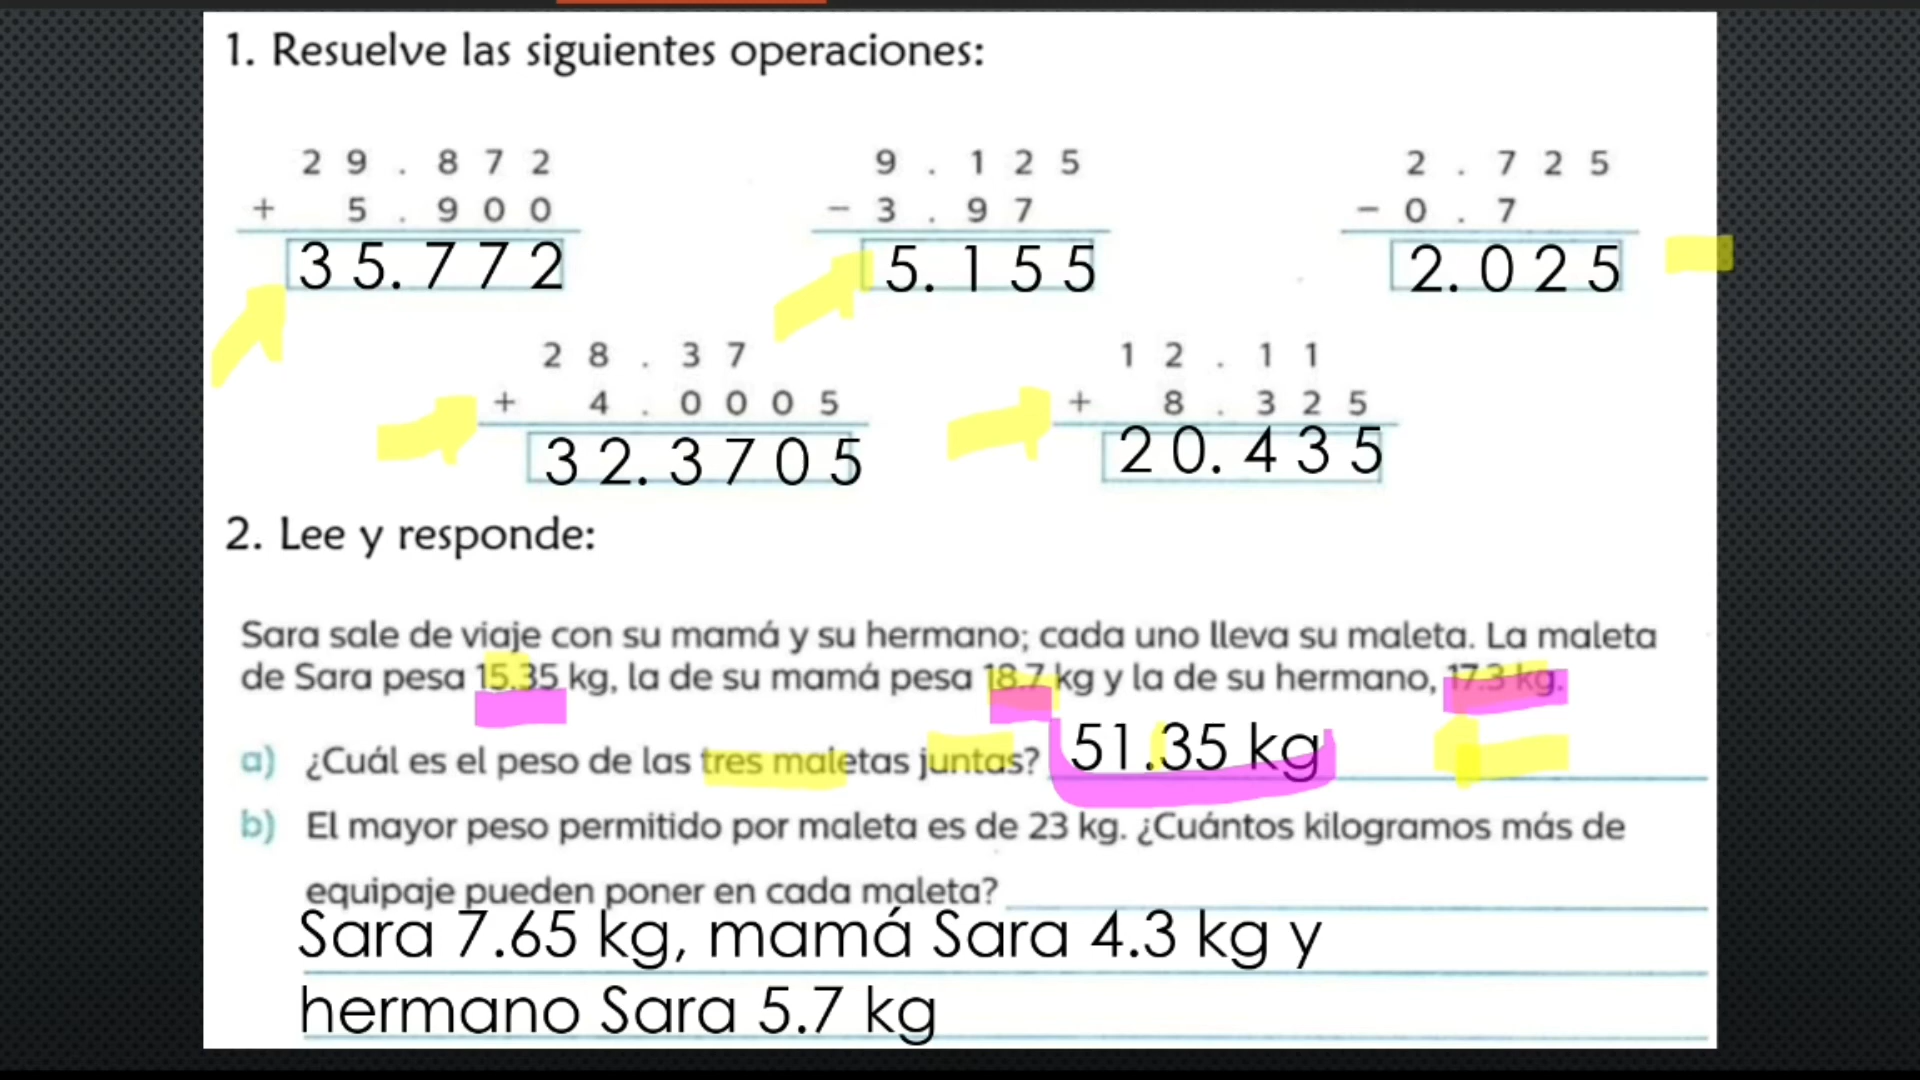 1. Resuelve las siguientes operaciones:
29.872
+ 5.900
35.772
9.125
- 3.97
5.155
2.725
- 0.7
2.025
28.37
+ 4.0005
32.3705
12.11
+ 8.325
20.435
2. Lee y responde:
Sara sale de viaje con su mamá y su hermano; cada uno lleva su maleta. La maleta
de Sara pesa 15.35 kg, la de su mamá pesa 18.7 kg y la de su hermano, 17.3 kg.
a) ¿Cuál es el peso de las tres maletas juntas? 51.35 kg
b) El mayor peso permitido por maleta es de 23 kg. ¿Cuántos kilogramos más de
equipaje pueden poner en cada maleta?
Sara 7.65 kg, mamá Sara 4.3 kg y
hermano Sara 5.7 kg